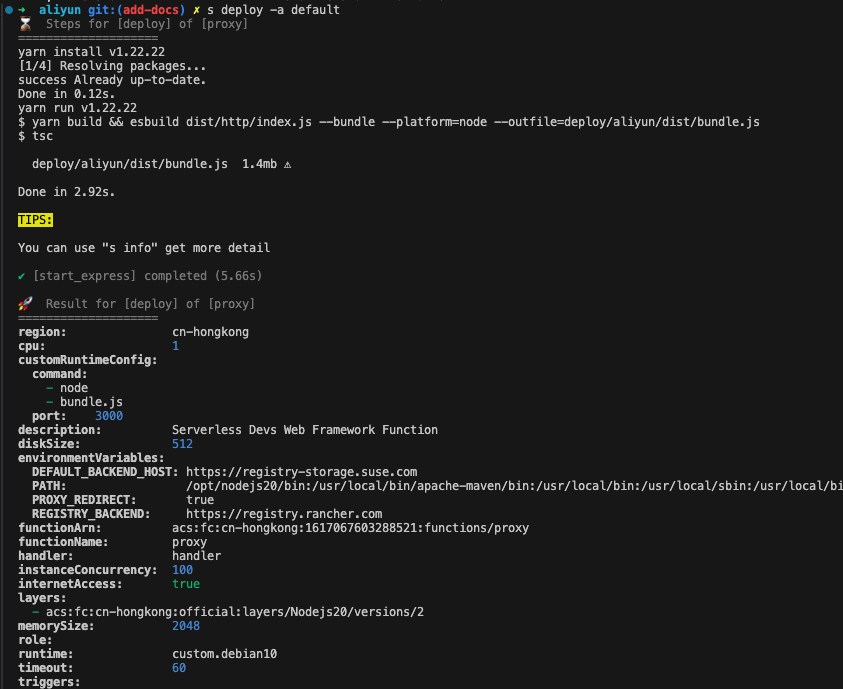 ➜ aliyun git:(add-docs) ✗ s deploy -a default
⌛ Steps for [deploy] of [proxy]
====================
yarn install v1.22.22
[1/4] Resolving packages...
success Already up-to-date.
Done in 0.12s.
yarn run v1.22.22
$ yarn build && esbuild dist/http/index.js --bundle --platform=node --outfile=deploy/aliyun/dist/bundle.js
$ tsc
deploy/aliyun/dist/bundle.js 1.4mb ⚠
Done in 2.92s.
TIPS:
You can use "s info" get more detail
✔ [start_express] completed (5.66s)
🚀 Result for [deploy] of [proxy]
====================
region: cn-hongkong
cpu: 1
customRuntimeConfig:
command:
- node
- bundle.js
port: 3000
description: Serverless Devs Web Framework Function
diskSize: 512
environmentVariables:
DEFAULT_BACKEND_HOST: https://registry-storage.suse.com
PATH: /opt/nodejs20/bin:/usr/local/bin/apache-maven/bin:/usr/local/bin:/usr/local/sbin:/usr/local/bi
PROXY_REDIRECT: true
REGISTRY_BACKEND: https://registry.rancher.com
functionArn: acs:fc:cn-hongkong:1617067603288521:functions/proxy
functionName: proxy
handler: handler
instanceConcurrency: 100
internetAccess: true
layers:
- acs:fc:cn-hongkong:official:layers/Nodejs20/versions/2
memorySize: 2048
role:
runtime: custom.debian10
timeout: 60
triggers: